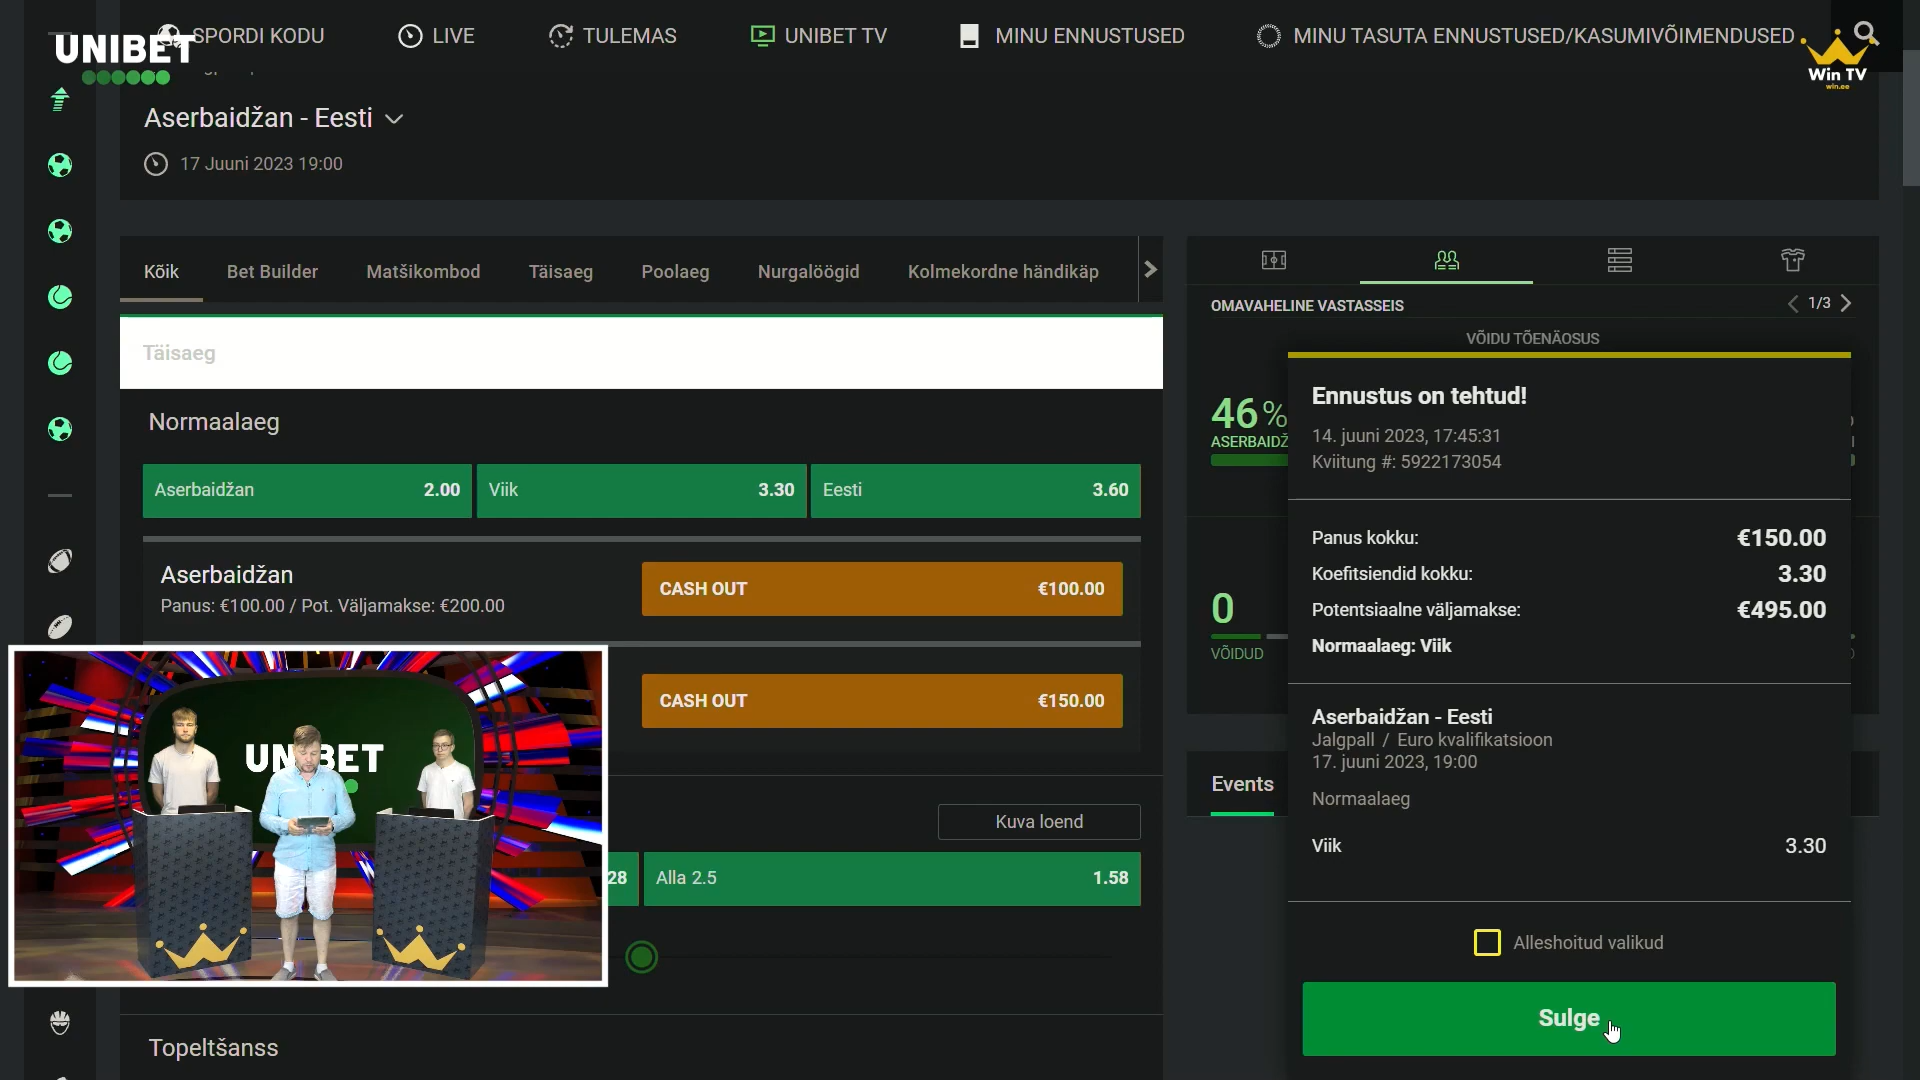 UNIBET
SPORDI KODU
LIVE
TULEMAS
UNIBET TV
MINU ENNUSTUSED
MINU TASUTA ENNUSTUSED/KASUMIVÕIMENDUSED
Win TV
win.ee
Aserbaidžan - Eesti
17 Juuni 2023 19:00
Kõik
Bet Builder
Matšikombod
Täisaeg
Poolaeg
Nurgalöögid
Kolmekordne händikäp
Täisaeg
Normaalaeg
Aserbaidžan 2.00
Viik 3.30
Eesti 3.60
Aserbaidžan
Panus: €100.00 / Pot. Väljamakse: €200.00
CASH OUT €100.00
CASH OUT €150.00
UNIBET
Kuva loend
28
Alla 2.5 1.58
Topeltšanss
OMAVAHELINE VASTASSEIS
1/3
VÕIDU TÕENÄOSUS
46%
ASERBAIDŽ
0
VÕIDUD
Events
Ennustus on tehtud!
14. juuni 2023, 17:45:31
Kviitung #: 5922173054
Panus kokku: €150.00
Koefitsiendid kokku: 3.30
Potentsiaalne väljamakse: €495.00
Normaalaeg: Viik
Aserbaidžan - Eesti
Jalgpall / Euro kvalifikatsioon
17. juuni 2023, 19:00
Normaalaeg
Viik 3.30
Alleshoitud valikud
Sulge